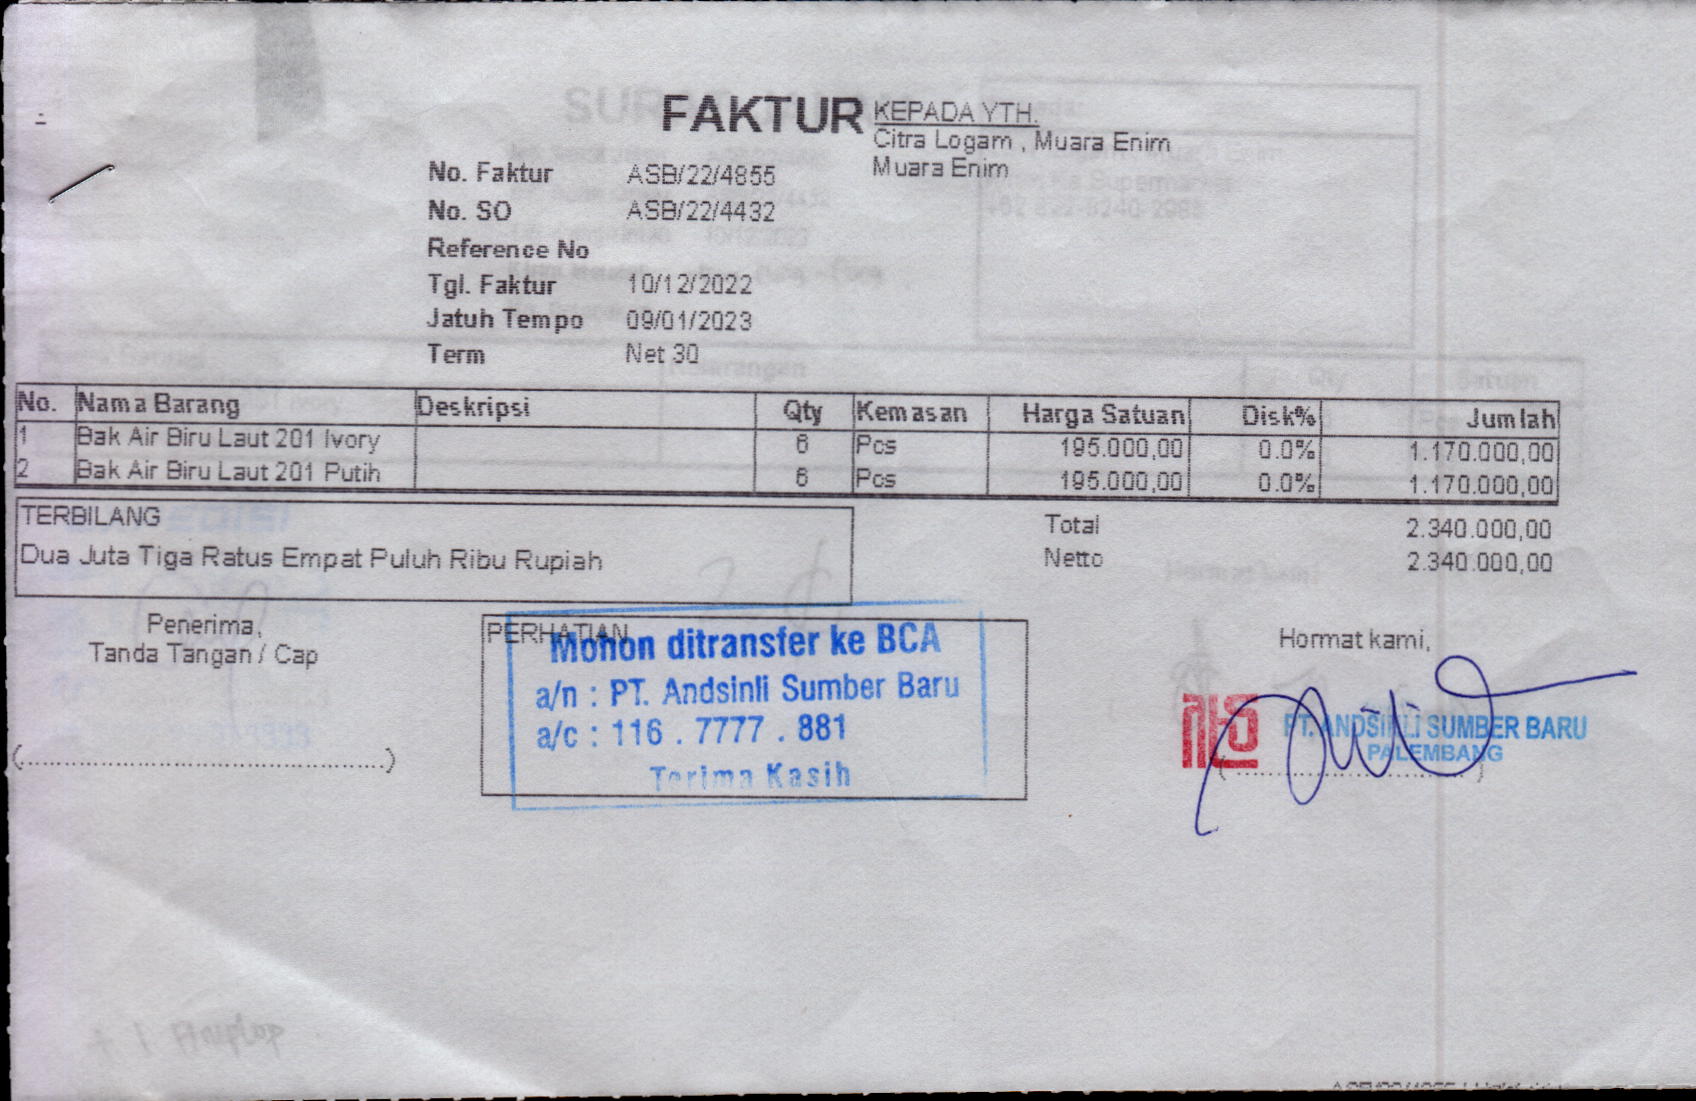 FAKTUR
KEPADA YTH.
Citra Logam , Muara Enim
Muara Enim
No. Faktur ASB/22/4855
No. SO ASB/22/4432
Reference No
Tgl. Faktur 10/12/2022
Jatuh Tempo 09/01/2023
Term Net 30
No. Nama Barang Deskripsi Qty Kemasan Harga Satuan Disk% Jumlah
1 Bak Air Biru Laut 201 Ivory 6 Pcs 195.000,00 0.0% 1.170.000,00
2 Bak Air Biru Laut 201 Putih 6 Pcs 195.000,00 0.0% 1.170.000,00
TERBILANG
Dua Juta Tiga Ratus Empat Puluh Ribu Rupiah
Total 2.340.000,00
Netto 2.340.000,00
Penerima,
Tanda Tangan / Cap
(..........................................)
PERHATIAN
Mohon ditransfer ke BCA
a/n : PT. Andsinli Sumber Baru
a/c : 116 . 7777 . 881
Terima Kasih
Hormat kami,
PT. ANDSINLI SUMBER BARU
PALEMBANG